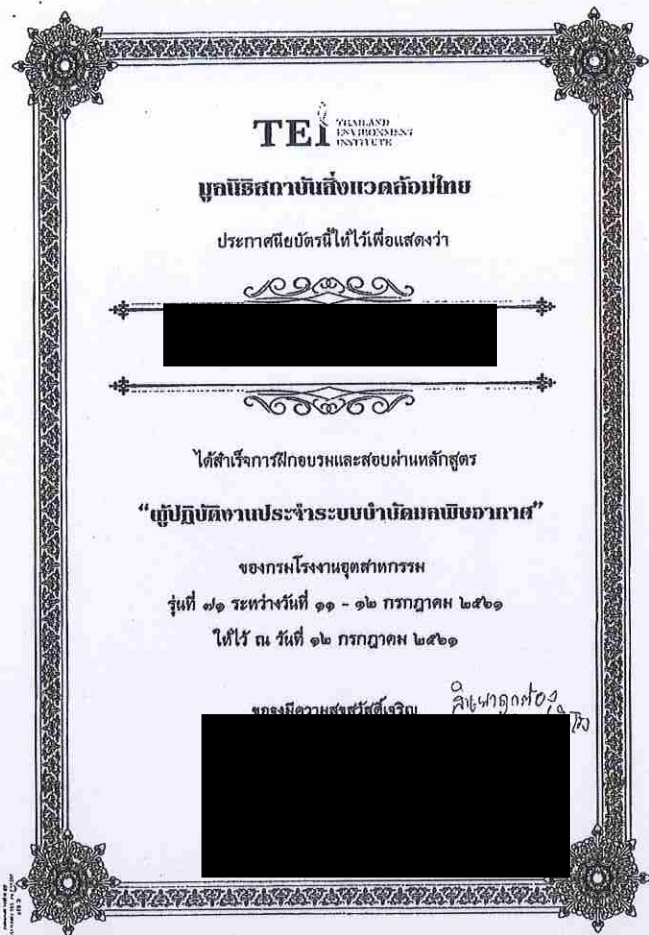 TEI THAILAND ENVIRONMENT INSTITUTE
มูลนิธิสถาบันสิ่งแวดล้อมไทย
ประกาศนียบัตรนี้ให้ไว้เพื่อแสดงว่า
ได้สำเร็จการฝึกอบรมและสอบผ่านหลักสูตร
“ผู้ปฏิบัติงานประจำระบบบำบัดมลพิษอากาศ”
ของกรมโรงงานอุตสาหกรรม
รุ่นที่ ๗๑ ระหว่างวันที่ ๑๑ - ๑๒ กรกฎาคม ๒๕๖๑
ให้ไว้ ณ วันที่ ๑๒ กรกฎาคม ๒๕๖๑
ขอจงมีความสุขสวัสดิ์เจริญ
สำเนาถูกต้อง